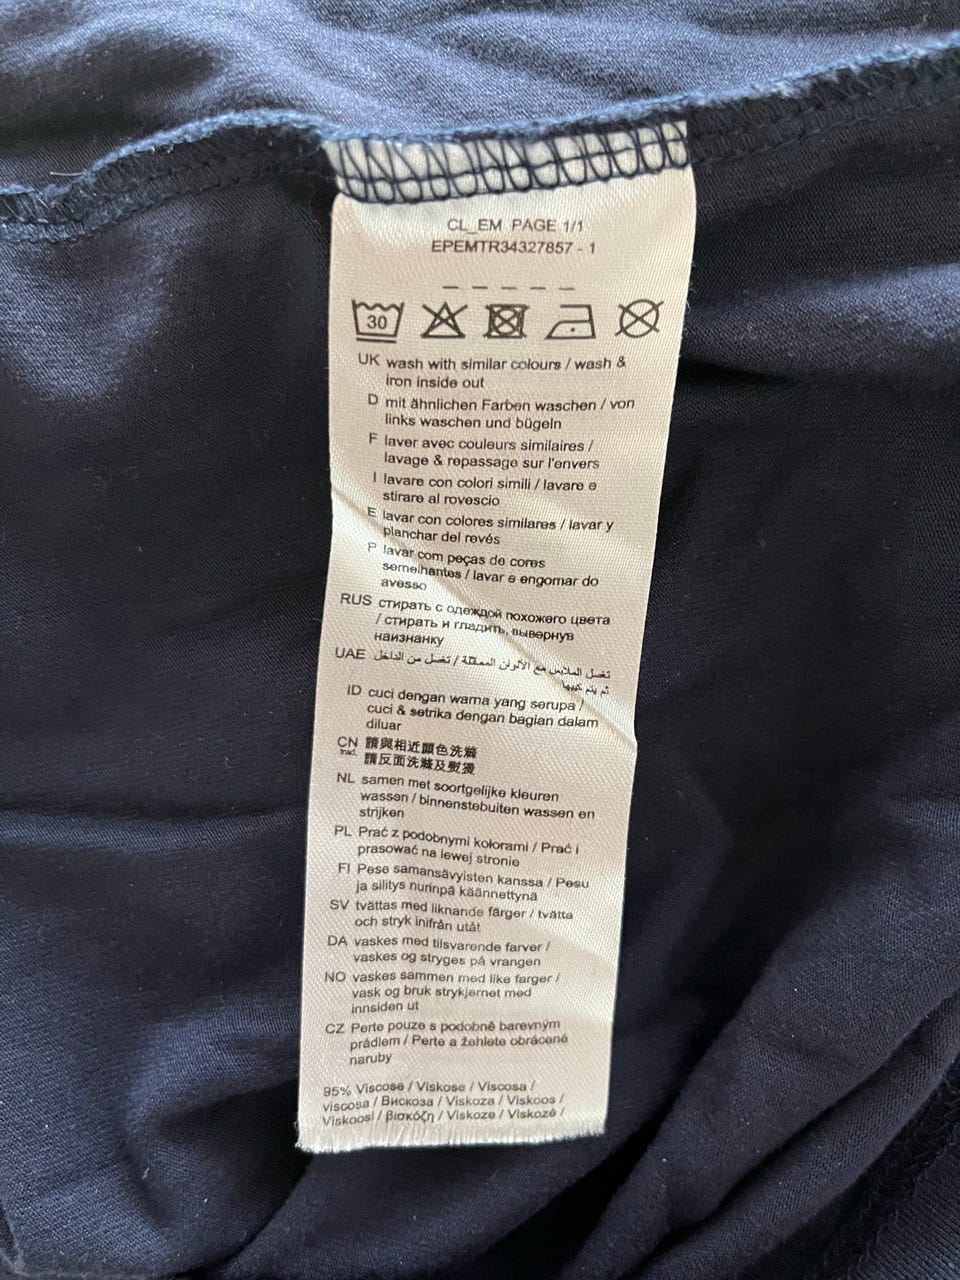 CL_EM PAGE 1/1
EPEMTR34327857 - 1
30
UK wash with similar colours / wash &
iron inside out
D mit ähnlichen Farben waschen / von
links waschen und bügeln
F laver avec couleurs similaires /
lavage & repassage sur l'envers
I lavare con colori simili / lavare e
stirare al rovescio
E lavar con colores similares / lavar y
planchar del revés
P lavar com peças de cores
semelhantes / lavar e engomar do
avesso
RUS стирать с одеждой похожего цвета
/ стирать и гладить, вывернув
наизнанку
UAE تغسل الملابس مع الألوان المماثلة / تغسل من الداخل
ثم يتم كيها
ID cuci dengan warna yang serupa /
cuci & setrika dengan bagian dalam
diluar
CN trad. 請與相近顏色洗滌
請反面洗滌及熨燙
NL samen met soortgelijke kleuren
wassen / binnenstebuiten wassen en
strijken
PL Prać z podobnymi kolorami / Prać i
prasować na lewej stronie
FI Pese samansävyisten kanssa / Pesu
ja silitys nurinpä käännettynä
SV tvättas med liknande färger / tvätta
och stryk inifrån utåt
DA vaskes med tilsvarende farver /
vaskes og stryges på vrangen
NO vaskes sammen med like farger /
vask og bruk strykjernet med
innsiden ut
CZ Perte pouze s podobně barevným
prádlem / Perte a žehlete obráceně
naruby
95% Viscose / Viskose / Viscosa /
viscosa / Вискоза / Viskoza / Viskoos /
Viskoosi / βισκόζη / Viskoze / Viskozė /